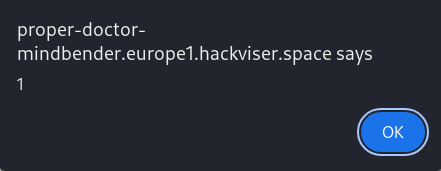 proper-doctor-
mindbender.europe1.hackviser.space says
1
OK